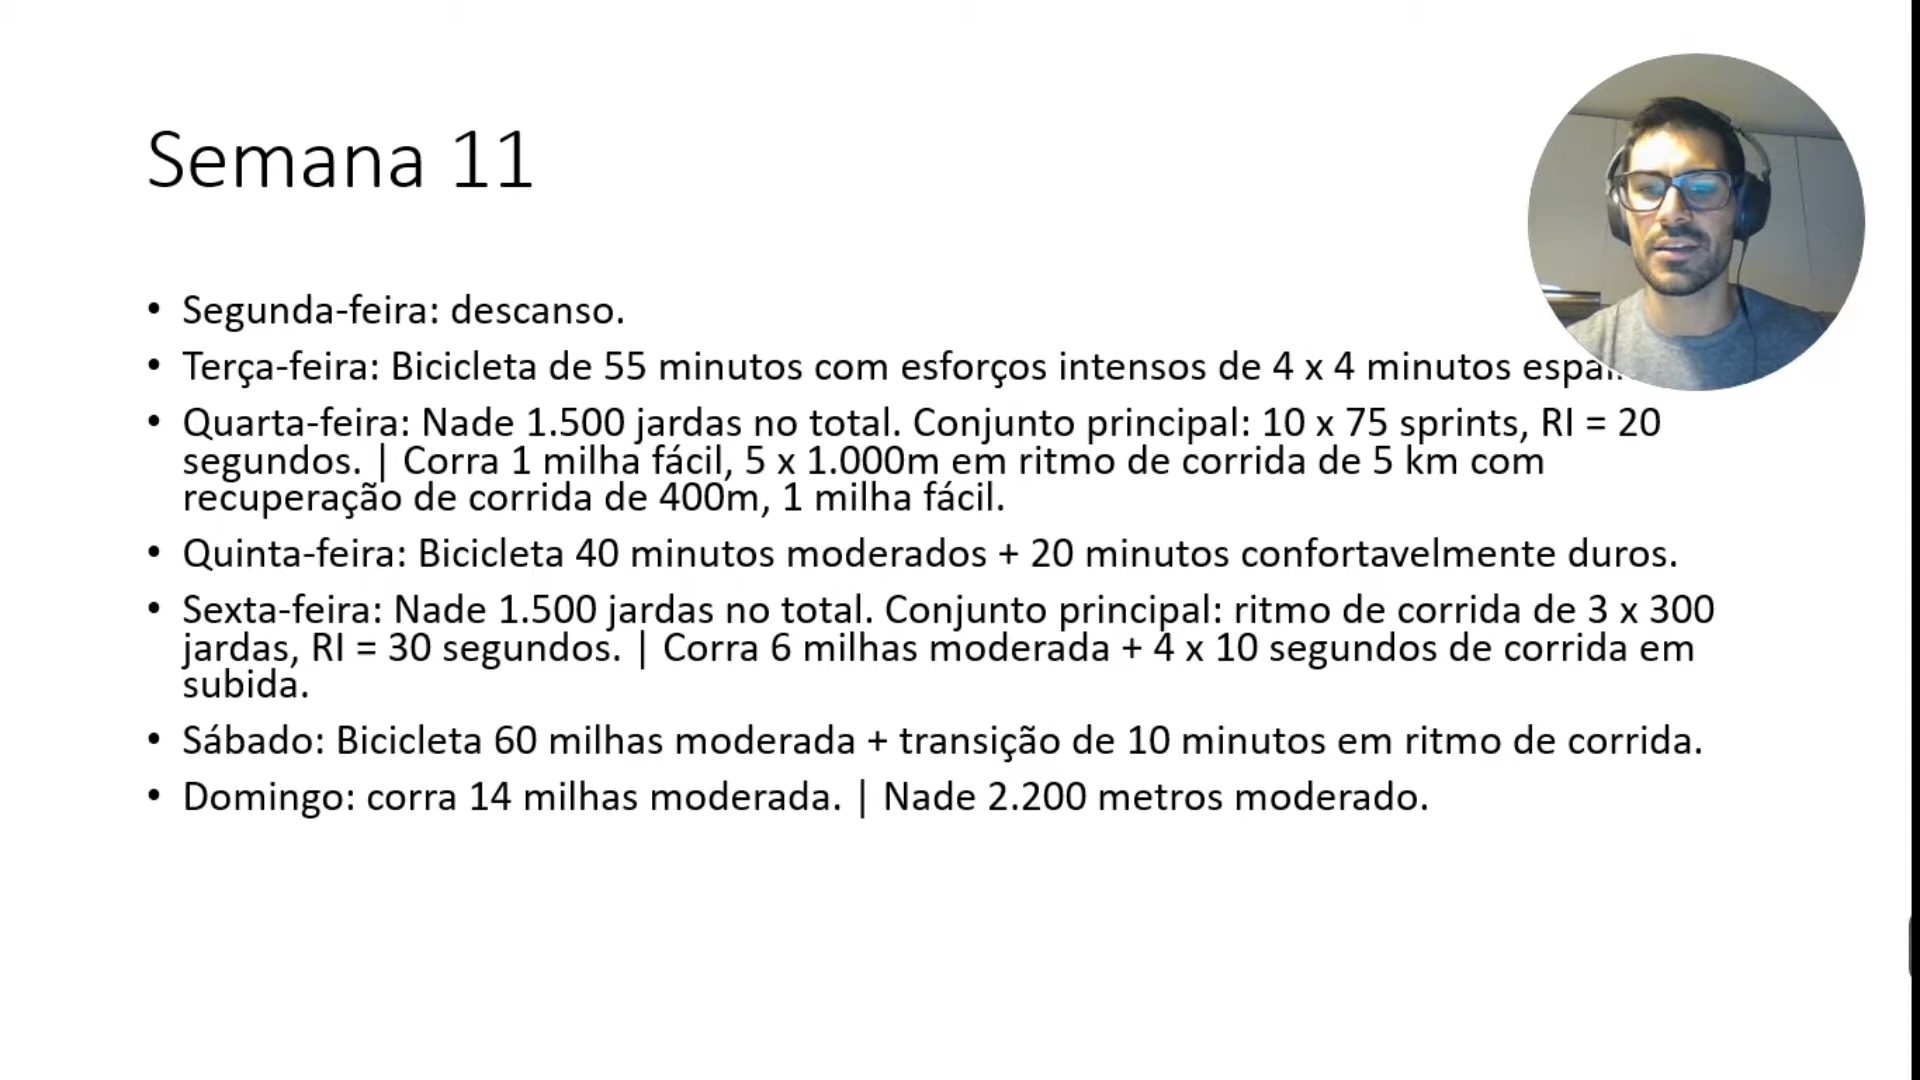 Semana 11
• Segunda-feira: descanso.
• Terça-feira: Bicicleta de 55 minutos com esforços intensos de 4 x 4 minutos
• Quarta-feira: Nade 1.500 jardas no total. Conjunto principal: 10 x 75 sprints, RI = 20
segundos. | Corra 1 milha fácil, 5 x 1.000m em ritmo de corrida de 5 km com
recuperação de corrida de 400m, 1 milha fácil.
• Quinta-feira: Bicicleta 40 minutos moderados + 20 minutos confortavelmente duros.
• Sexta-feira: Nade 1.500 jardas no total. Conjunto principal: ritmo de corrida de 3 x 300
jardas, RI = 30 segundos. | Corra 6 milhas moderada + 4 x 10 segundos de corrida em
subida.
• Sábado: Bicicleta 60 milhas moderada + transição de 10 minutos em ritmo de corrida.
• Domingo: corra 14 milhas moderada. | Nade 2.200 metros moderado.